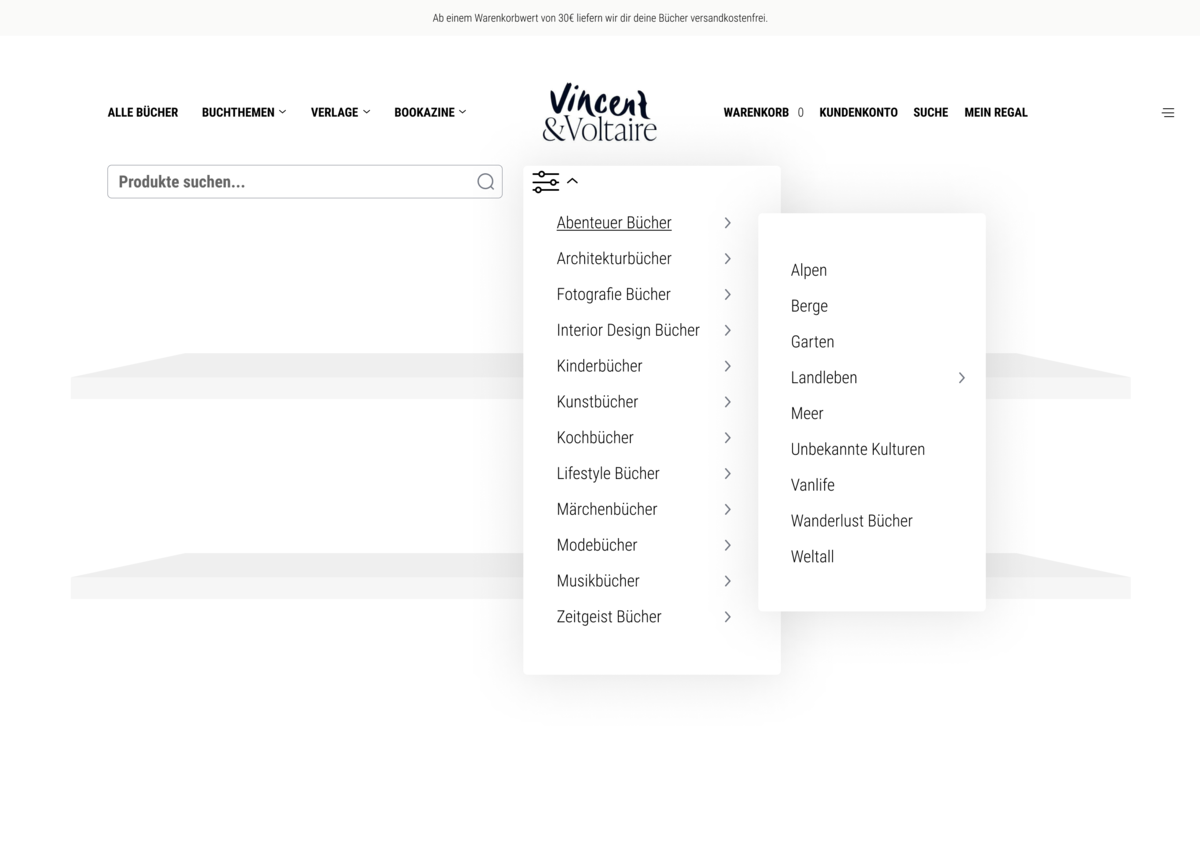 Ab einem Warenkorbwert von 30€ liefern wir dir deine Bücher versandkostenfrei.
ALLE BÜCHER BUCHTHEMEN VERLAGE BOOKAZINE
Vincent
&Voltaire
WARENKORB 0 KUNDENKONTO SUCHE MEIN REGAL
Produkte suchen...
Abenteuer Bücher
Architekturbücher
Fotografie Bücher
Interior Design Bücher
Kinderbücher
Kunstbücher
Kochbücher
Lifestyle Bücher
Märchenbücher
Modebücher
Musikbücher
Zeitgeist Bücher
Alpen
Berge
Garten
Landleben
Meer
Unbekannte Kulturen
Vanlife
Wanderlust Bücher
Weltall